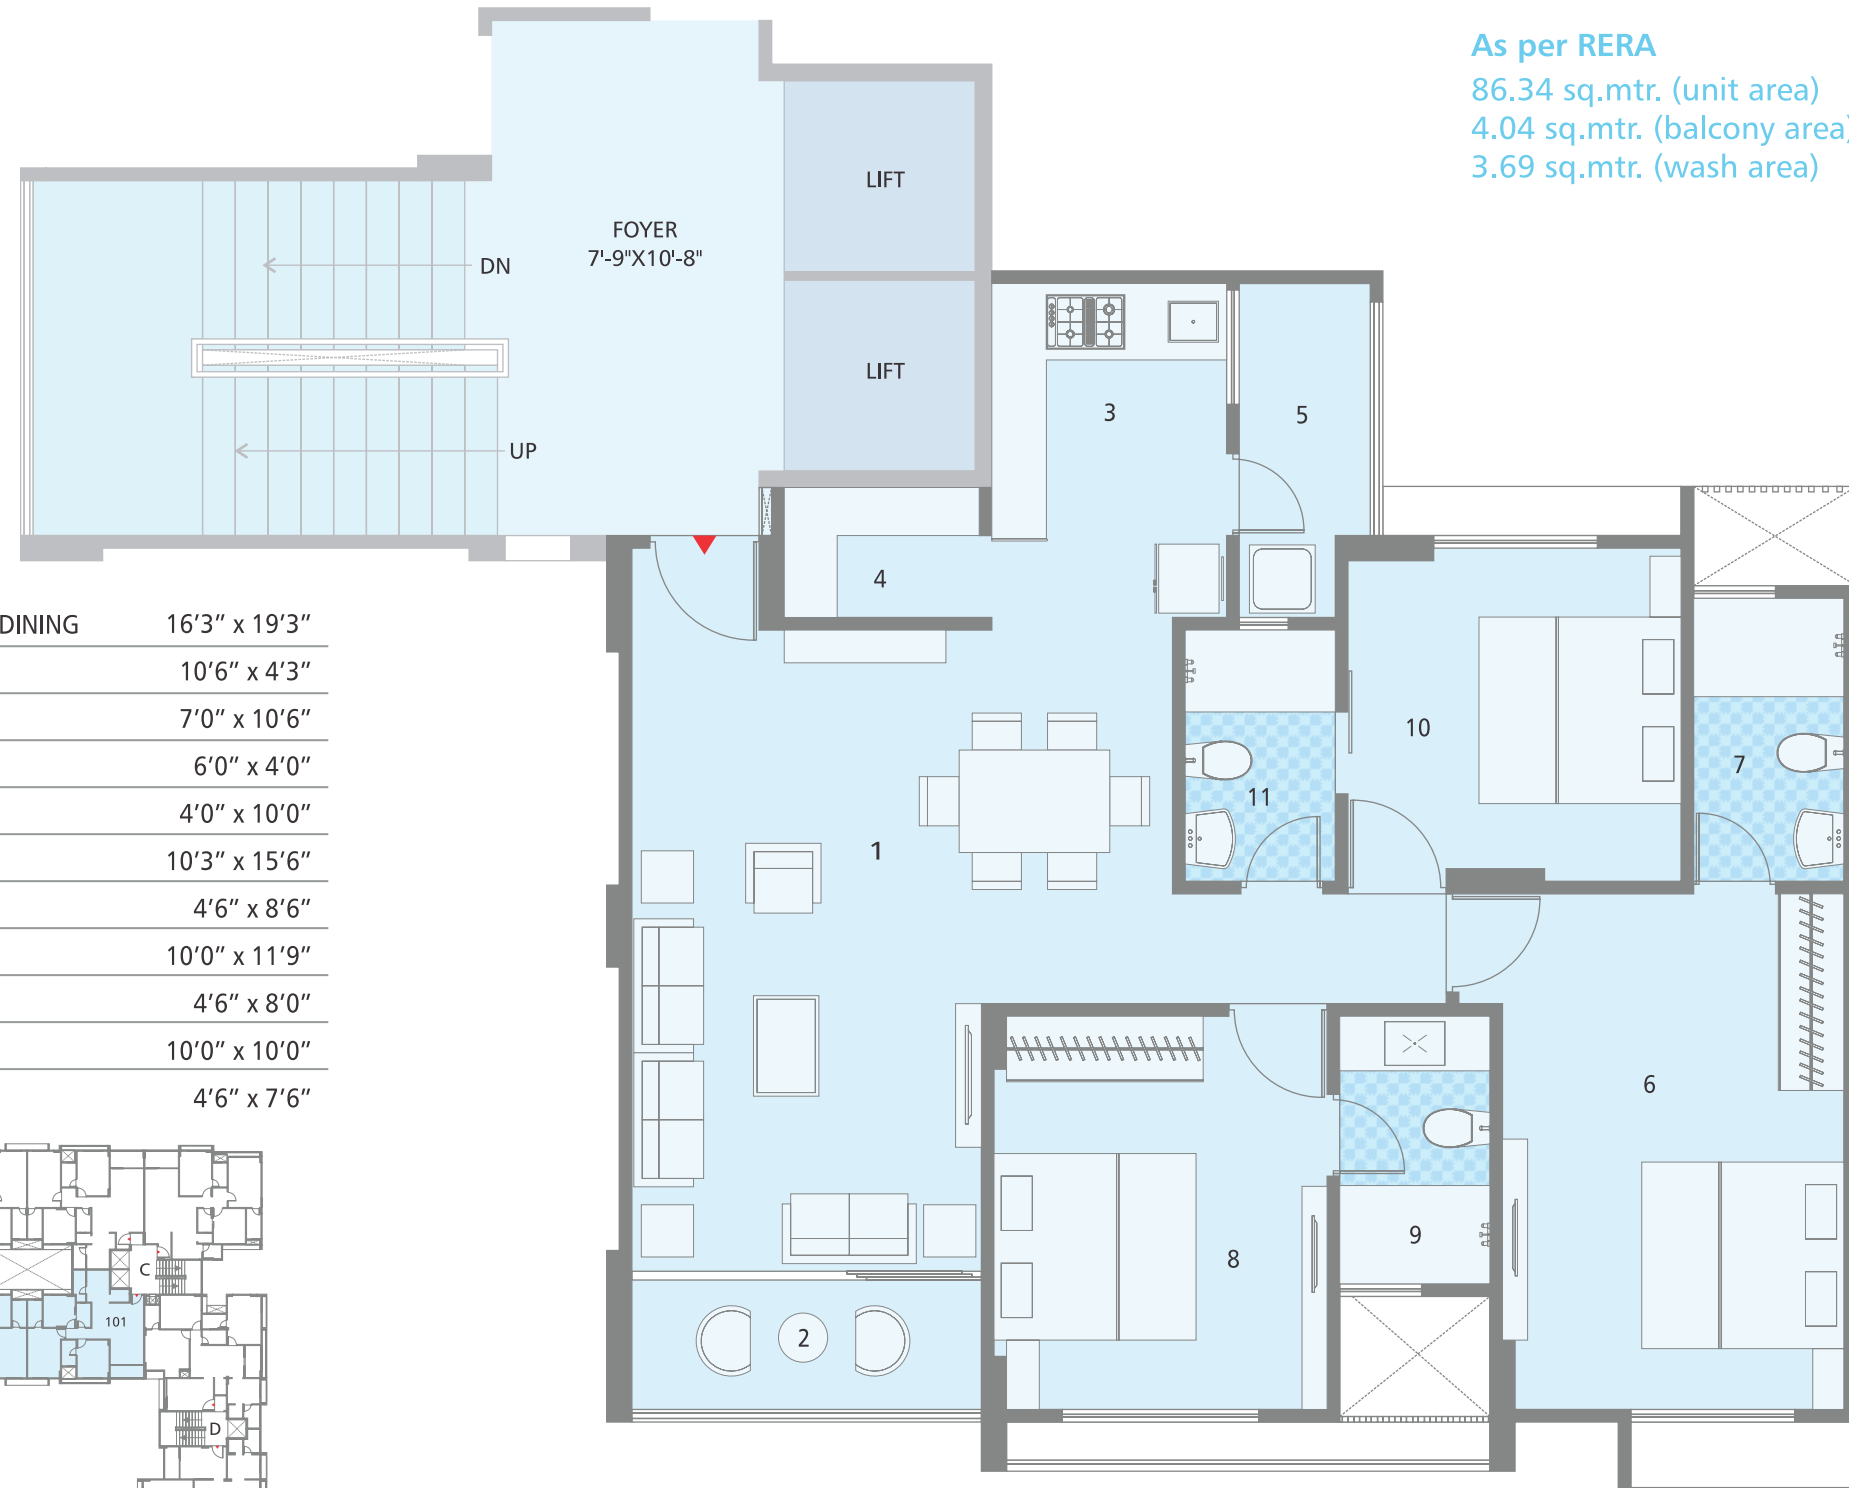 As per RERA
86.34 sq.mtr. (unit area)
4.04 sq.mtr. (balcony area)
3.69 sq.mtr. (wash area)
LIFT
FOYER
7'-9"X10'-8"
DN
LIFT
UP
3
5
4
DINING 16’3” x 19’3”
10’6” x 4’3”
7’0” x 10’6”
6’0” x 4’0”
4’0” x 10’0”
10’3” x 15’6”
4’6” x 8’6”
10’0” x 11’9”
4’6” x 8’0”
10’0” x 10’0”
4’6” x 7’6”
10
7
11
1
6
9
8
2
C
101
D